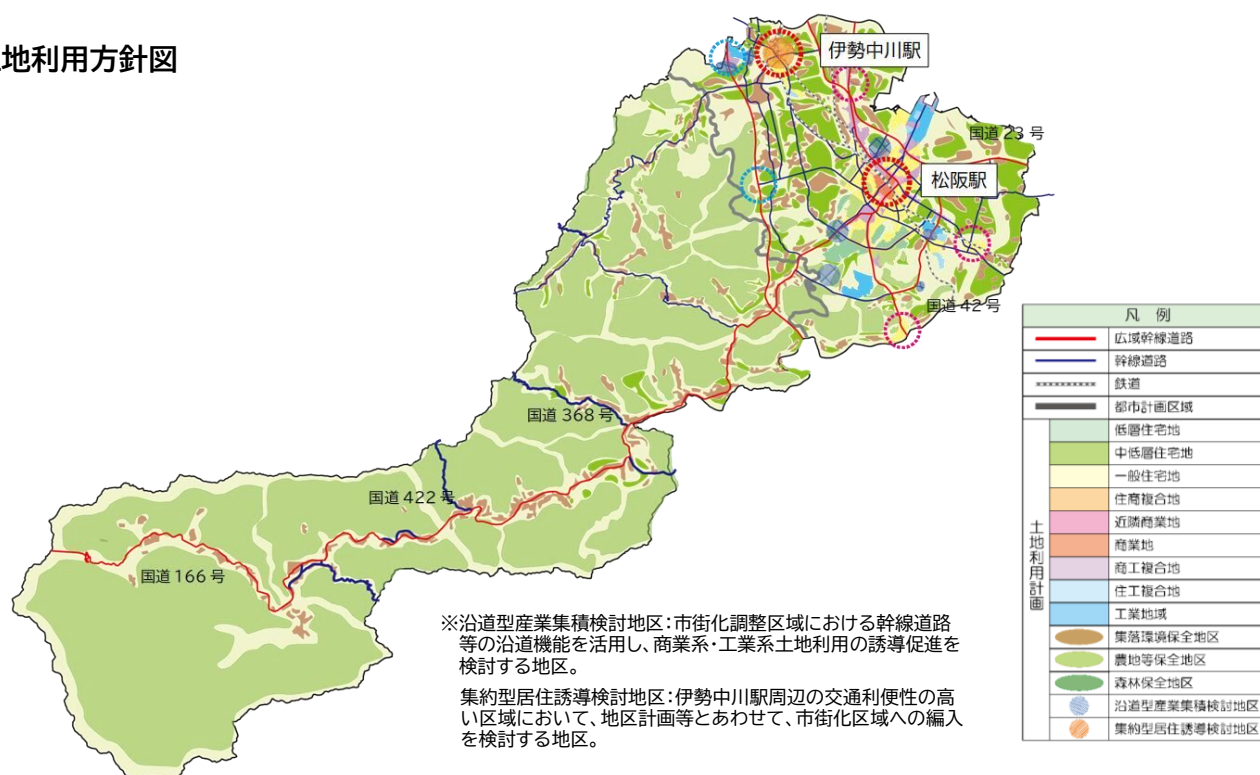 地利用方針図
伊勢中川駅
国道23号
松阪駅
国道42号
国道368号
国道422号
国道166号
凡 例
広域幹線道路
幹線道路
鉄道
都市計画区域
土地利用計画
低層住宅地
中低層住宅地
一般住宅地
住商複合地
近隣商業地
商業地
商工複合地
住工複合地
工業地域
集落環境保全地区
農地等保全地区
森林保全地区
沿道型産業集積検討地区
集約型居住誘導検討地区
※沿道型産業集積検討地区:市街化調整区域における幹線道路
等の沿道機能を活用し、商業系・工業系土地利用の誘導促進を
検討する地区。
集約型居住誘導検討地区:伊勢中川駅周辺の交通利便性の高
い区域において、地区計画等とあわせて、市街化区域への編入
を検討する地区。